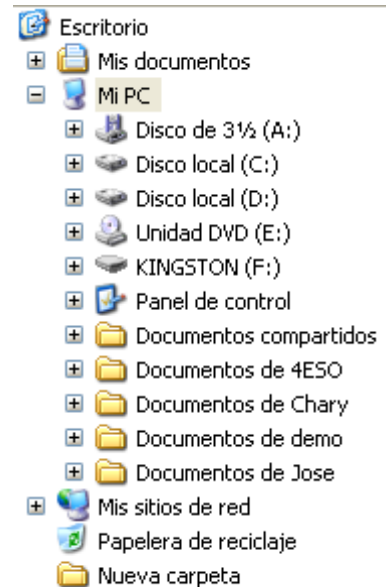 Escritorio
Mis documentos
Mi PC
Disco de 3½ (A:)
Disco local (C:)
Disco local (D:)
Unidad DVD (E:)
KINGSTON (F:)
Panel de control
Documentos compartidos
Documentos de 4ESO
Documentos de Chary
Documentos de demo
Documentos de Jose
Mis sitios de red
Papelera de reciclaje
Nueva carpeta